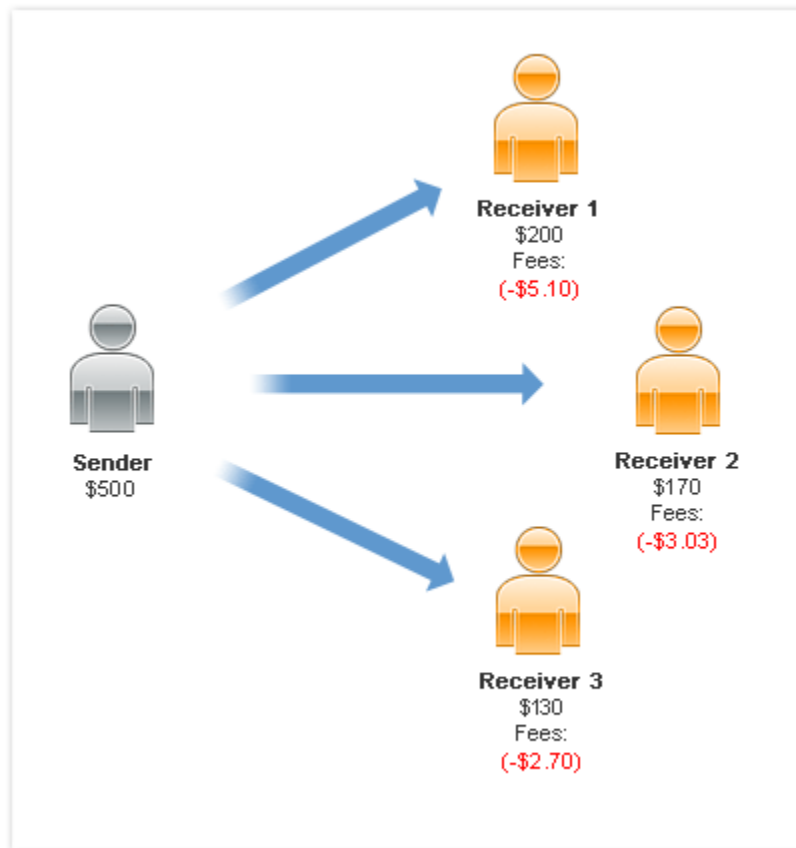 Receiver 1
$200
Fees:
(-$5.10)
Sender
$500
Receiver 2
$170
Fees:
(-$3.03)
Receiver 3
$130
Fees:
(-$2.70)